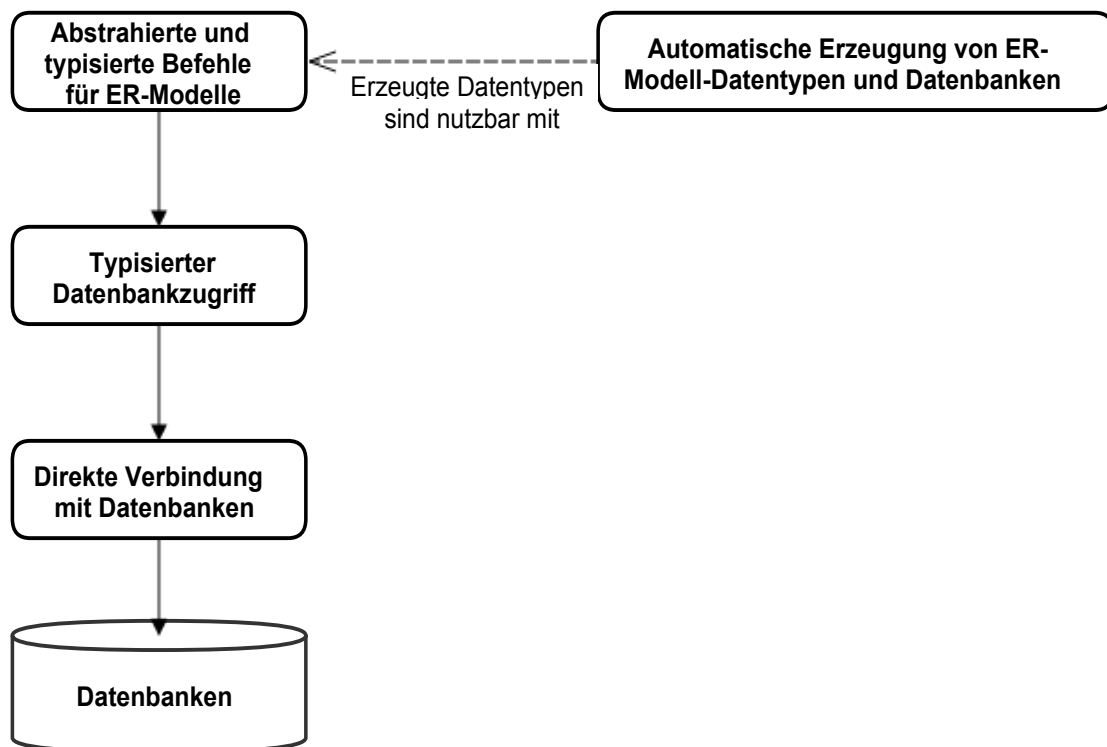 Abstrahierte und
typisierte Befehle
für ER-Modelle
Erzeugte Datentypen
sind nutzbar mit
Automatische Erzeugung von ER-
Modell-Datentypen und Datenbanken
Typisierter
Datenbankzugriff
Direkte Verbindung
mit Datenbanken
Datenbanken